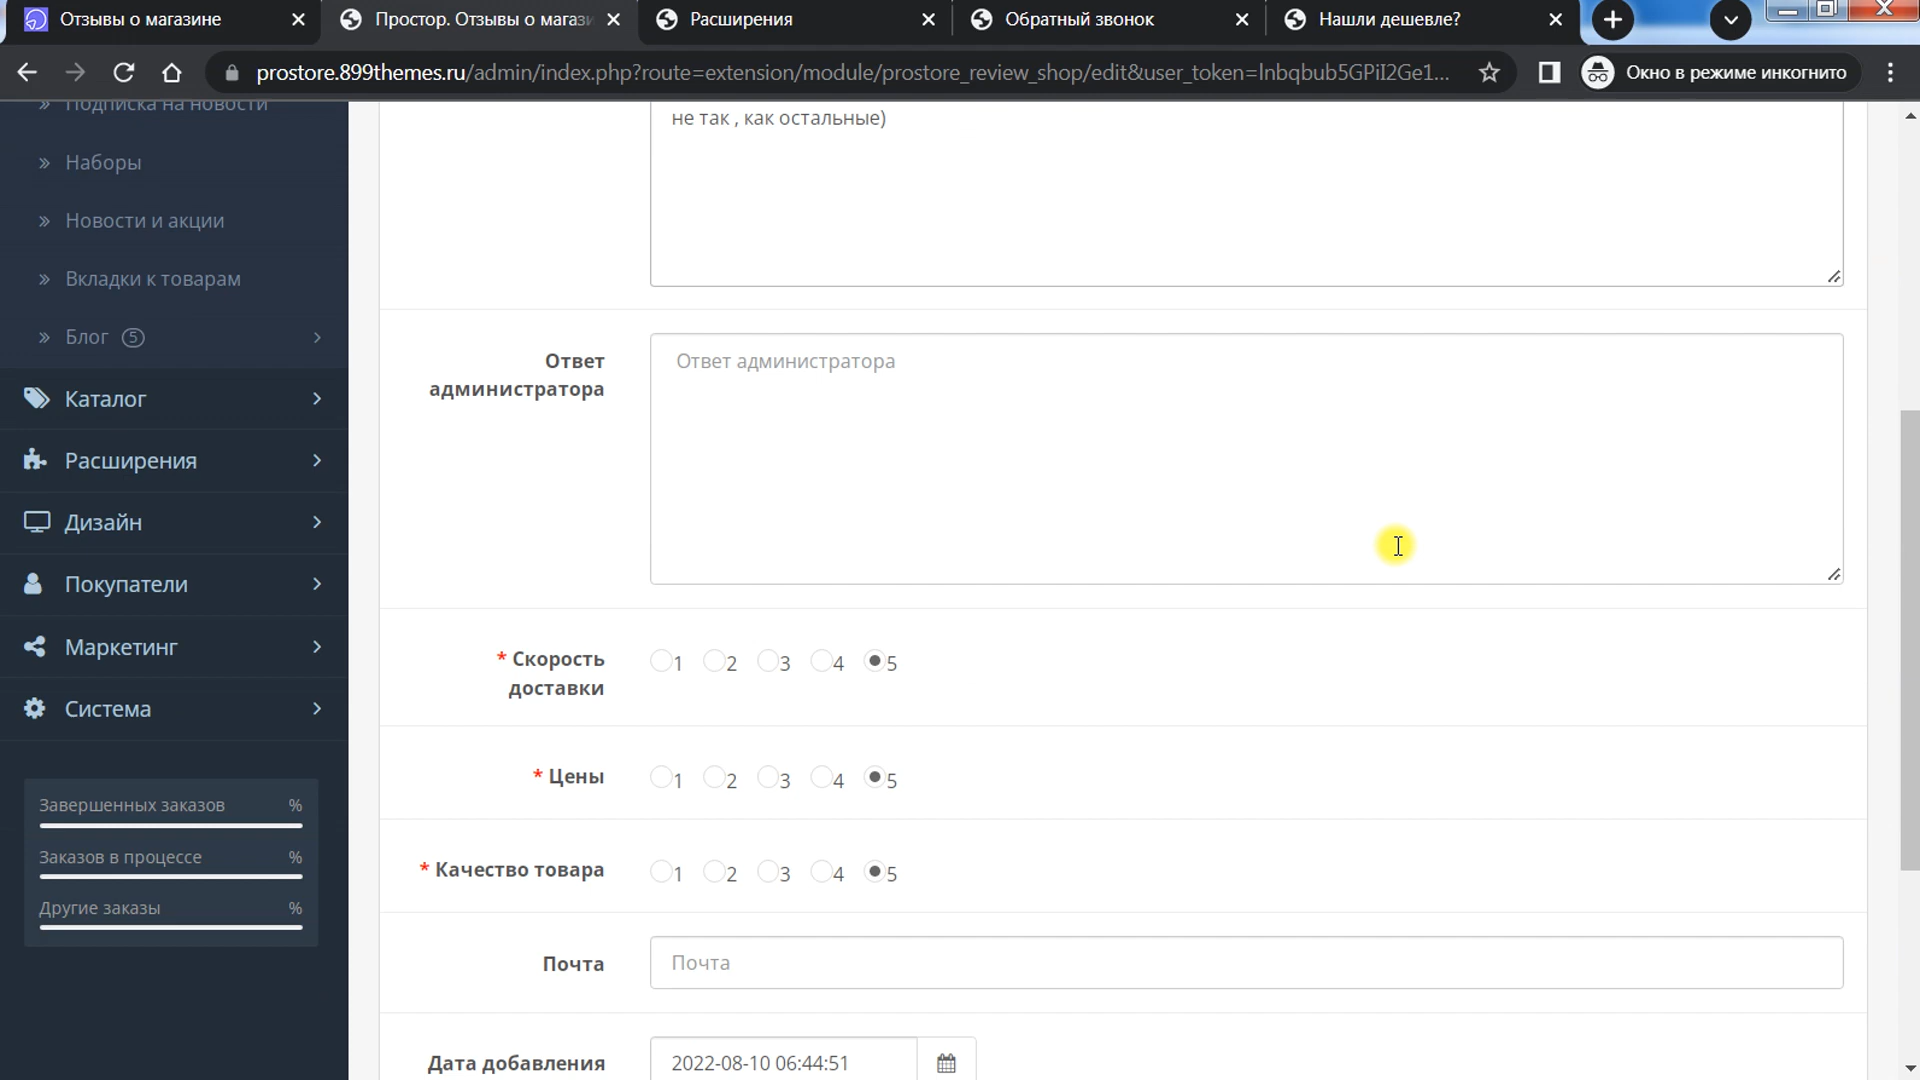 Отзывы о магазине
Простор. Отзывы о магази
Расширения
Обратный звонок
Нашли дешевле?
prostore.899themes.ru/admin/index.php?route=extension/module/prostore_review_shop/edit&user_token=lnbqbub5GPiI2Ge1...
Окно в режиме инкогнито
Подписка на новости
Наборы
Новости и акции
Вкладки к товарам
Блог 5
Каталог
Расширения
Дизайн
Покупатели
Маркетинг
Система
Завершенных заказов %
Заказов в процессе %
Другие заказы %
не так , как остальные)
Ответ
администратора
Ответ администратора
* Скорость
доставки
1 2 3 4 5
* Цены
1 2 3 4 5
* Качество товара
1 2 3 4 5
Почта
Почта
Дата добавления
2022-08-10 06:44:51